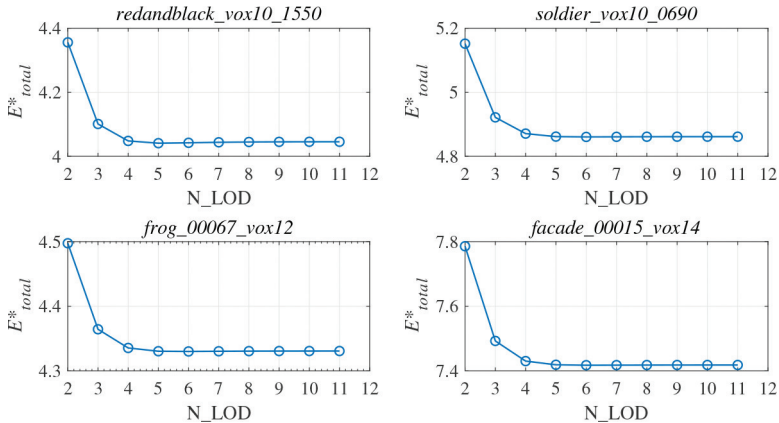 redandblack_vox10_1550
4.4
4.2
4
E*total
2 3 4 5 6 7 8 9 10 11 12
N_LOD
soldier_vox10_0690
5.2
5
4.8
E*total
2 3 4 5 6 7 8 9 10 11 12
N_LOD
frog_00067_vox12
4.5
4.4
4.3
E*total
2 3 4 5 6 7 8 9 10 11 12
N_LOD
facade_00015_vox14
7.8
7.6
7.4
E*total
2 3 4 5 6 7 8 9 10 11 12
N_LOD